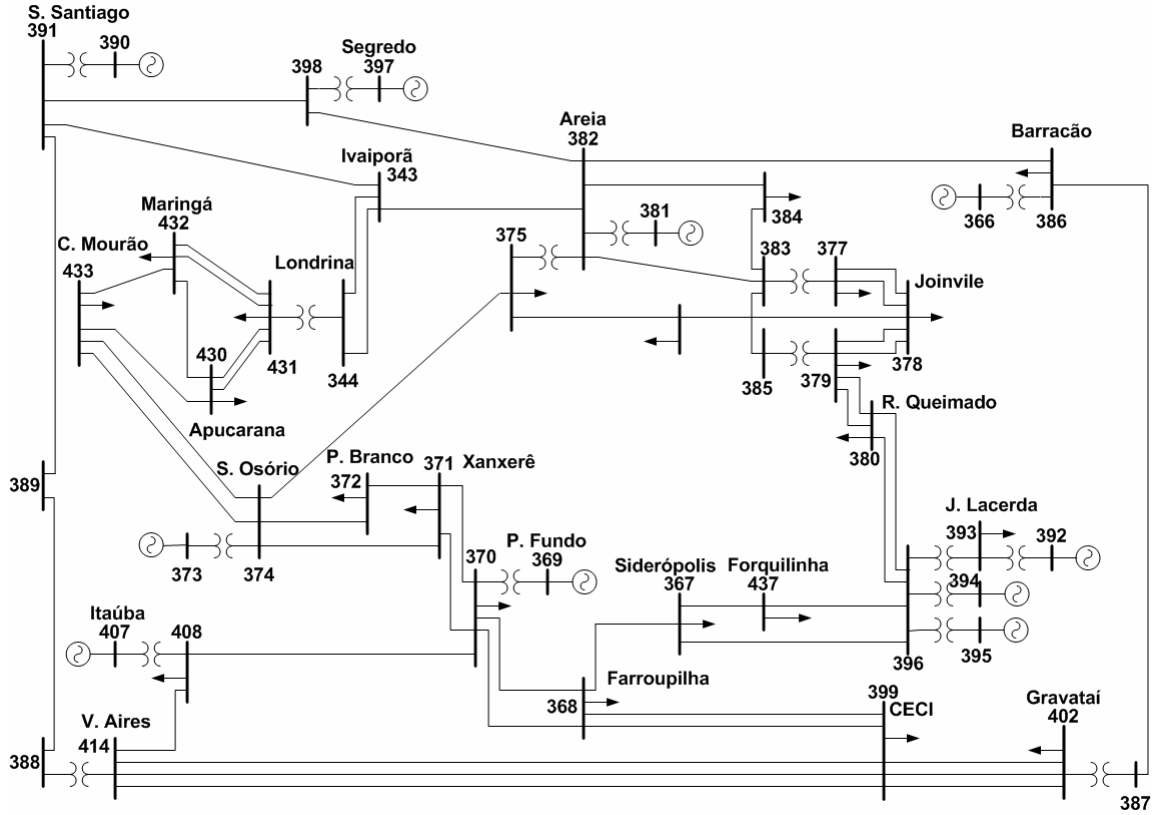 S. Santiago
391
390
Segredo
398
397
Areia
382
Barracão
Ivaiporã
343
384
366
386
Maringá
432
381
C. Mourão
433
375
383
377
Londrina
Joinvile
430
431
344
385
379
378
Apucarana
R. Queimado
380
S. Osório
P. Branco
372
371
Xanxerê
389
J. Lacerda
393
392
373
374
370
P. Fundo
369
Siderópolis
367
Forquilinha
437
394
Itaúba
407
408
395
396
Farroupilha
368
399
CECI
Gravataí
402
V. Aires
414
388
387